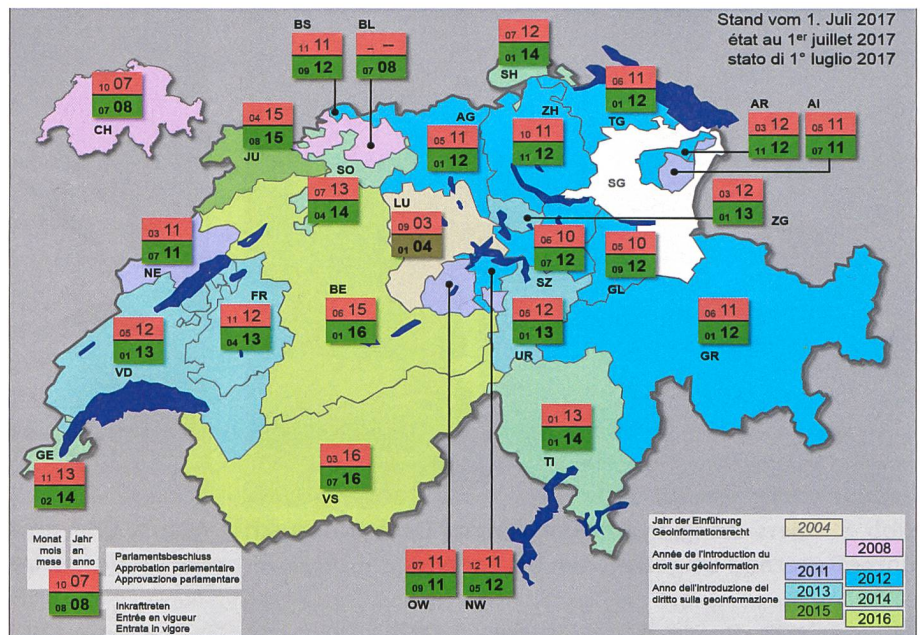 Stand vom 1. Juli 2017
état au 1er juillet 2017
stato di 1° luglio 2017
10 07
07 08
CH
BS
11 11
09 12
BL
– –
07 08
07 12
01 14
SH
06 11
01 12
TG
AR
03 12
11 12
AI
05 11
07 11
04 15
08 15
JU
AG
05 11
01 12
ZH
10 11
11 12
SG
SO
07 13
04 14
LU
09 03
01 04
03 12
01 13
ZG
03 11
07 11
NE
06 10
07 12
SZ
05 10
09 12
GL
FR
11 12
04 13
BE
06 15
01 16
05 12
01 13
VD
05 12
01 13
UR
06 11
01 12
GR
01 13
01 14
TI
GE
11 13
02 14
03 16
07 16
VS
07 11
09 11
OW
12 11
05 12
NW
Monat
mois
mese
Jahr
an
anno
10 07
08 08
Parlamentsbeschluss
Approbation parlementaire
Approvazione parlamentare
Inkrafttreten
Entrée en vigueur
Entrata in vigore
Jahr der Einführung
Geoinformationsrecht
Année de l'introduction du
droit sur géoinformation
Anno dell'introduzione del
diritto sulla geoinformazione
2004
2008
2011
2012
2013
2014
2015
2016